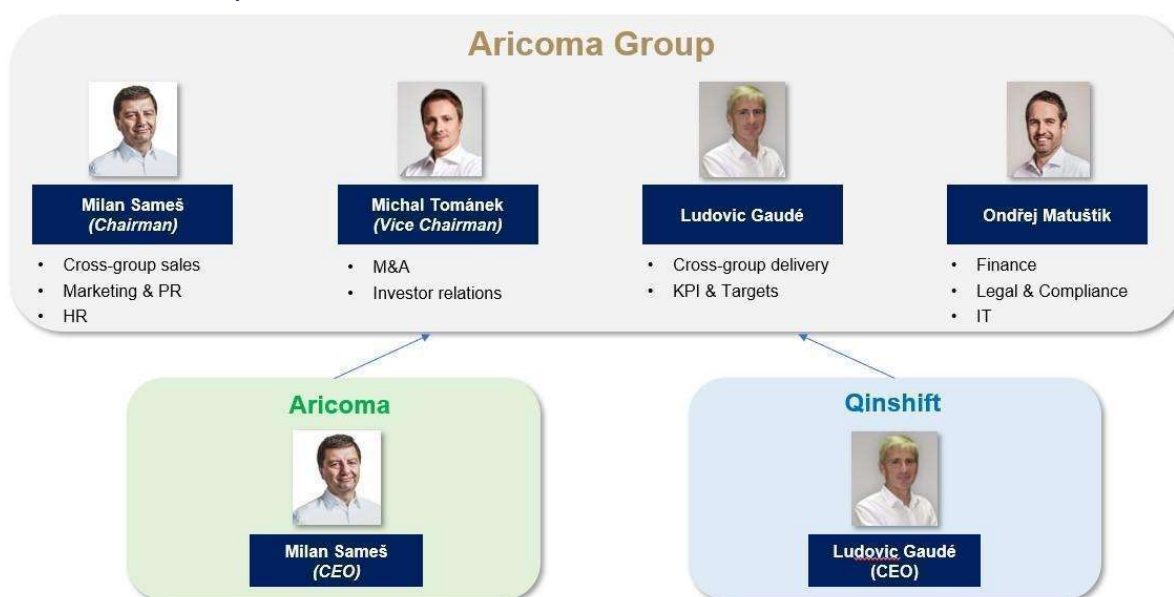 Aricoma Group
Milan Sameš
(Chairman)
• Cross-group sales
• Marketing & PR
• HR
Michal Tománek
(Vice Chairman)
• M&A
• Investor relations
Ludovic Gaudé
• Cross-group delivery
• KPI & Targets
Ondřej Matuštík
• Finance
• Legal & Compliance
• IT
Aricoma
Milan Sameš
(CEO)
Qinshift
Ludovic Gaudé
(CEO)